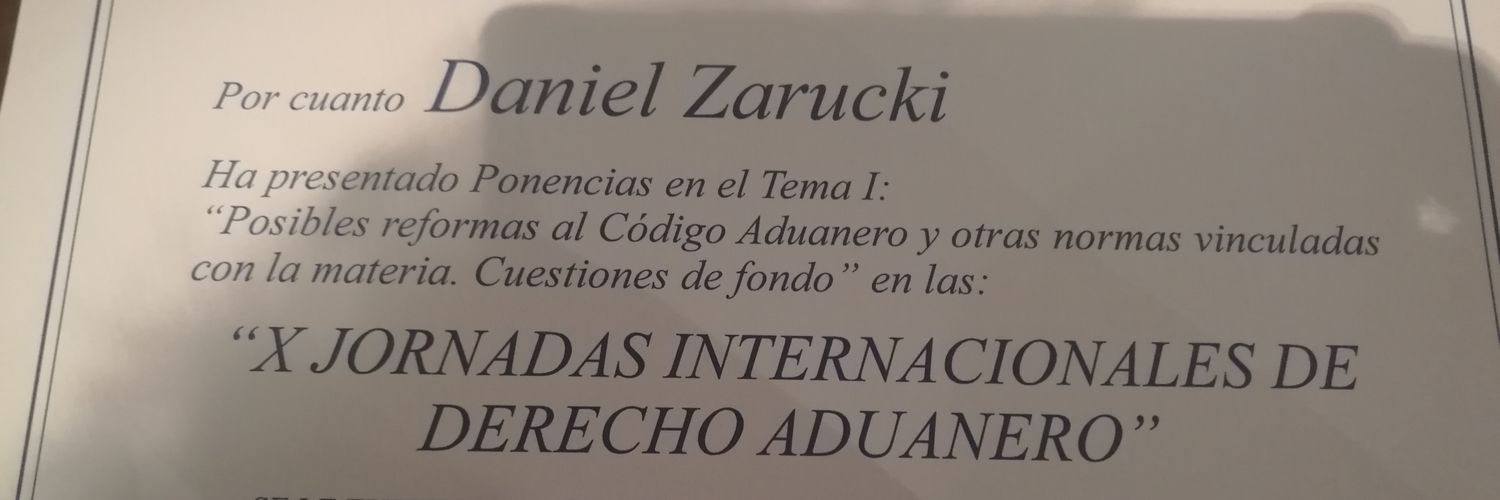 Por cuanto Daniel Zarucki
Ha presentado Ponencias en el Tema I:
“Posibles reformas al Código Aduanero y otras normas vinculadas
con la materia. Cuestiones de fondo” en las:
“X JORNADAS INTERNACIONALES DE
DERECHO ADUANERO”